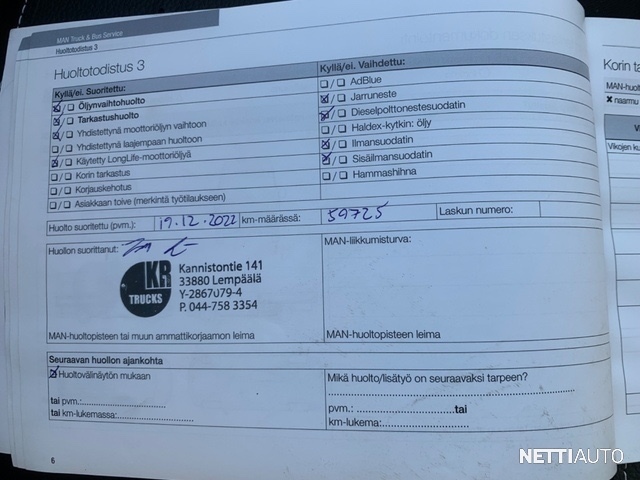 MAN Truck & Bus Service
Huoltotodistus 3
Huoltotodistus 3
Kyllä/ei. Suoritettu:
Öljynvaihtohuolto
Tarkastushuolto
Yhdistettynä moottoriöljyn vaihtoon
Yhdistettynä laajempaan huoltoon
Käytetty LongLife-moottoriöljyä
Korin tarkastus
Korjauskehotus
Asiakkaan toive (merkintä työtilaukseen)
Kyllä/ei. Vaihdettu:
AdBlue
Jarruneste
Dieselpolttonestesuodatin
Haldex-kytkin: öljy
Ilmansuodatin
Sisäilmansuodatin
Hammashihna
Huolto suoritettu (pvm.): 19.12.2022 km-määrässä: 59725 Laskun numero:
Huollon suorittanut:
KR
TRUCKS
Kannistontie 141
33880 Lempäälä
Y-2867079-4
P. 044-758 3354
MAN-huoltopisteen tai muun ammattikorjaamon leima
MAN-liikkumisturva:
MAN-huoltopisteen leima
Seuraavan huollon ajankohta
Huoltovälinäytön mukaan
tai pvm.:
tai km-lukemassa:
Mikä huolto/lisätyö on seuraavaksi tarpeen?
pvm.: tai
km-lukema:
6
Korin ta
MAN-huolt
naarmu
Vikojen ku
NETTIAUTO